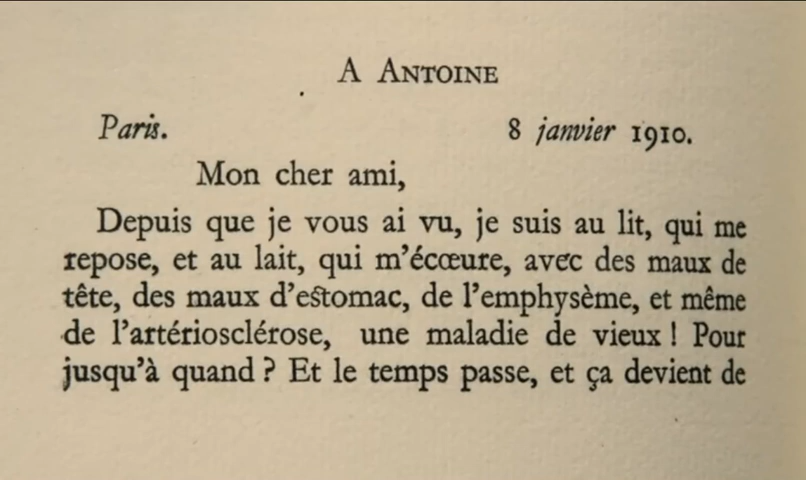 A ANTOINE
Paris. 8 janvier 1910.
Mon cher ami,
Depuis que je vous ai vu, je suis au lit, qui me
repose, et au lait, qui m'écœure, avec des maux de
tête, des maux d'estomac, de l'emphysème, et même
de l'artériosclérose, une maladie de vieux ! Pour
jusqu'à quand ? Et le temps passe, et ça devient de